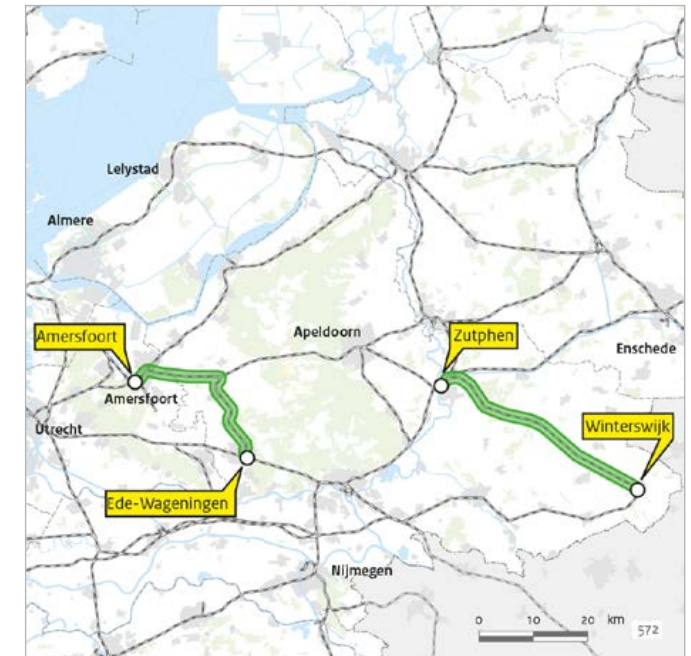 Lelystad
Almere
Amersfoort
Apeldoorn
Zutphen
Enschede
Amersfoort
Utrecht
Winterswijk
Ede-Wageningen
Nijmegen
0 10 20 km
572